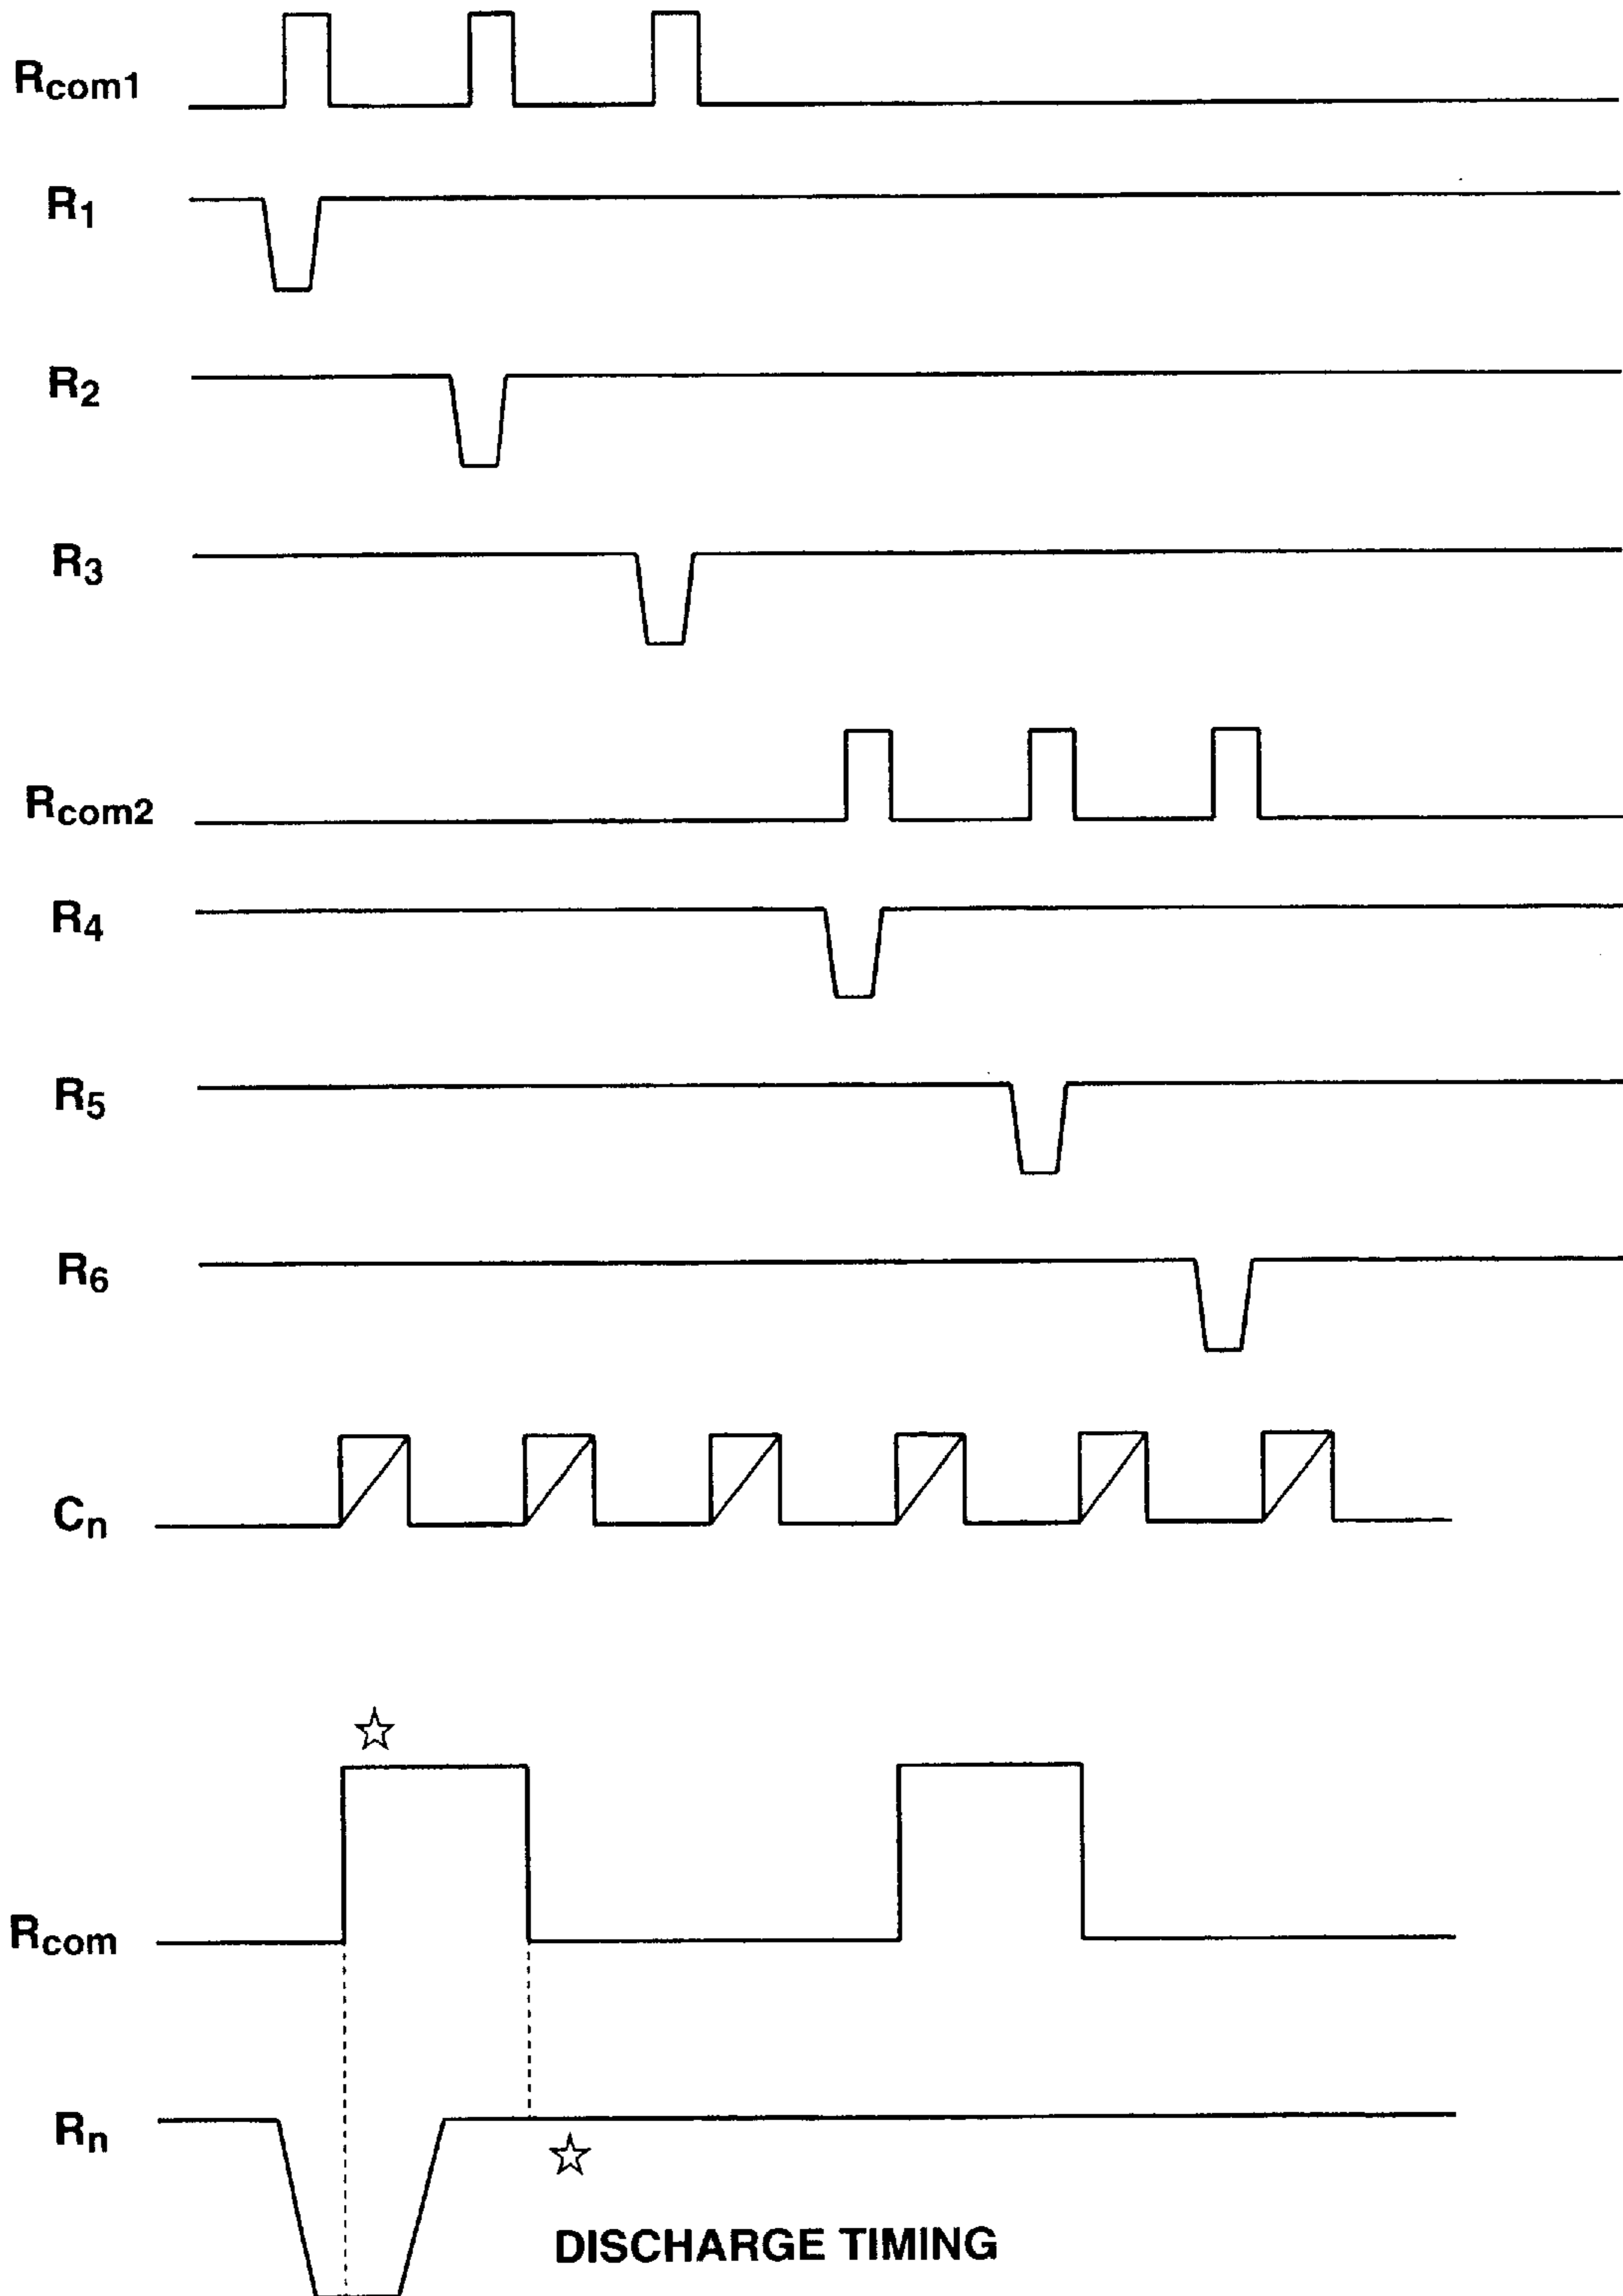 Rcom1
R1
R2
R3
Rcom2
R4
R5
R6
Cn
☆
Rcom
Rn
☆
DISCHARGE TIMING